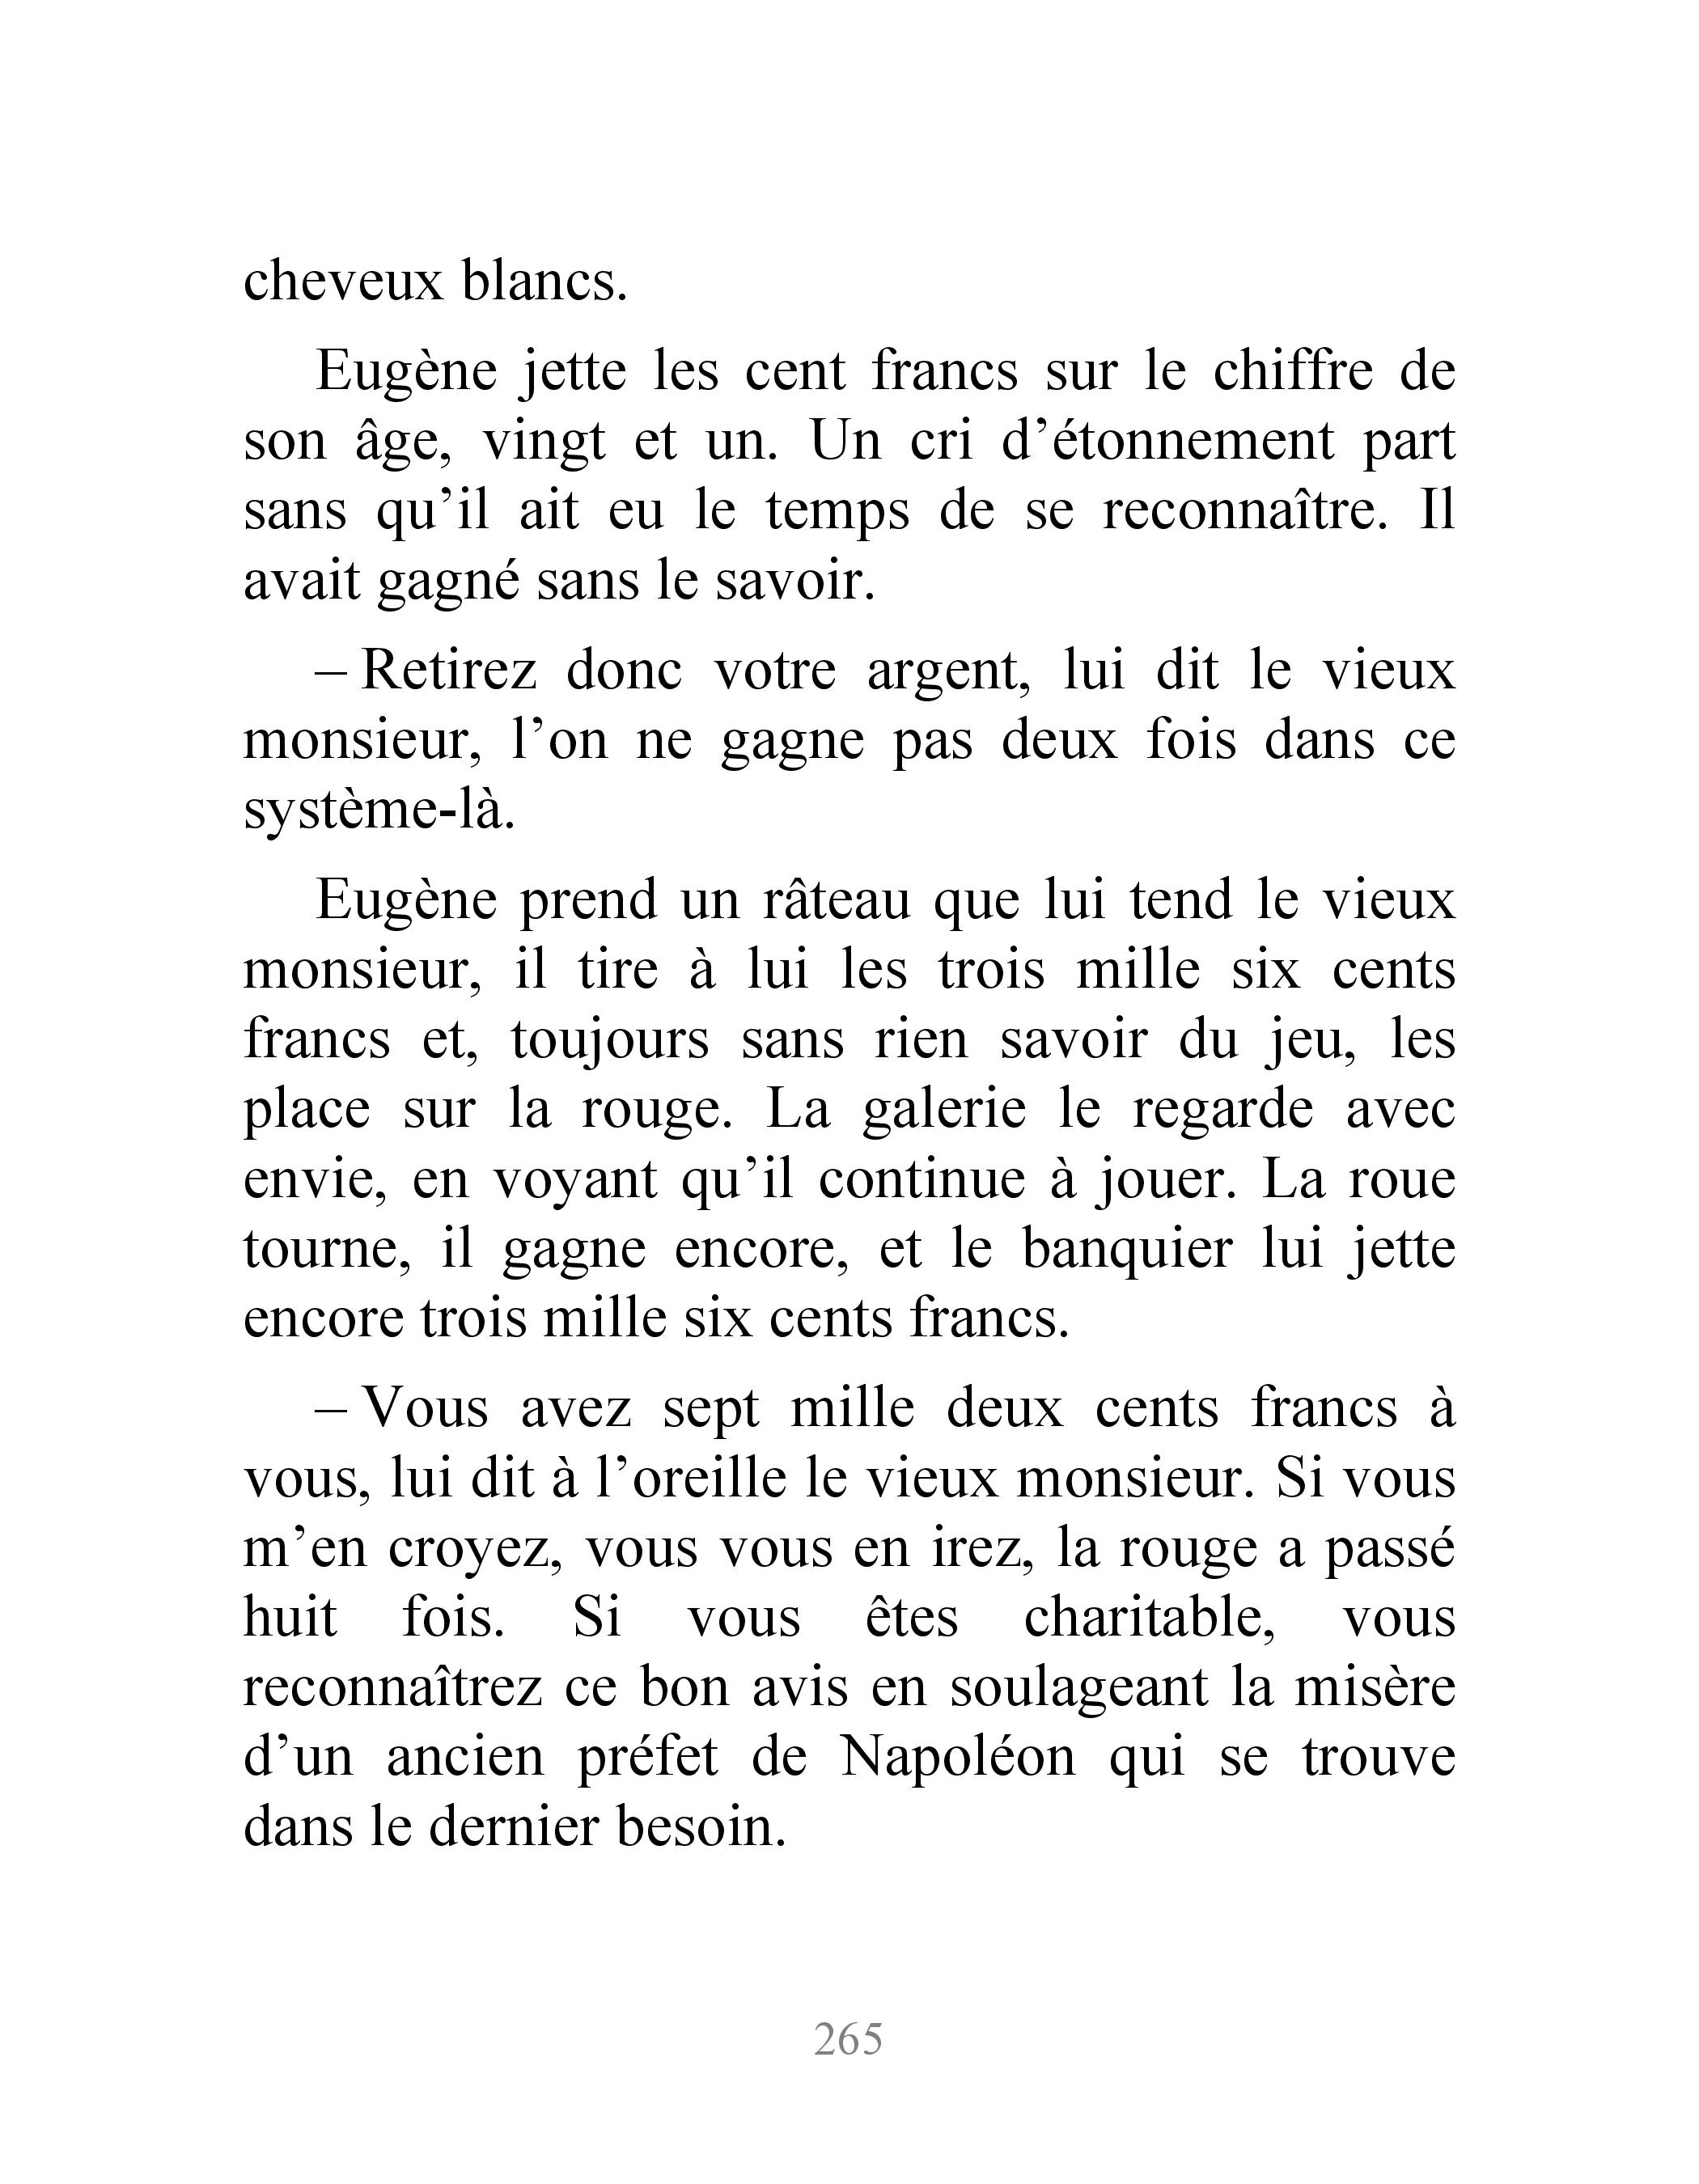 cheveux blancs.
Eugène jette les cent francs sur le chiffre de
son âge, vingt et un. Un cri d’étonnement part
sans qu’il ait eu le temps de se reconnaître. Il
avait gagné sans le savoir.
– Retirez donc votre argent, lui dit le vieux
monsieur, l’on ne gagne pas deux fois dans ce
système-là.
Eugène prend un râteau que lui tend le vieux
monsieur, il tire à lui les trois mille six cents
francs et, toujours sans rien savoir du jeu, les
place sur la rouge. La galerie le regarde avec
envie, en voyant qu’il continue à jouer. La roue
tourne, il gagne encore, et le banquier lui jette
encore trois mille six cents francs.
– Vous avez sept mille deux cents francs à
vous, lui dit à l’oreille le vieux monsieur. Si vous
m’en croyez, vous vous en irez, la rouge a passé
huit fois. Si vous êtes charitable, vous
reconnaîtrez ce bon avis en soulageant la misère
d’un ancien préfet de Napoléon qui se trouve
dans le dernier besoin.
265